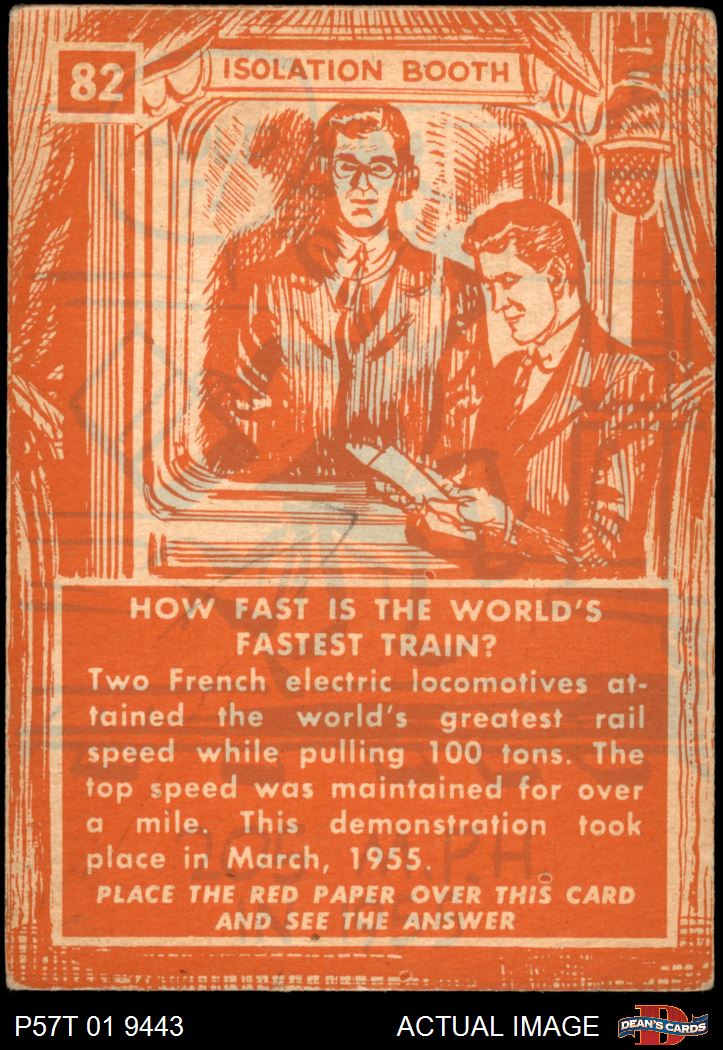 82
ISOLATION BOOTH
HOW FAST IS THE WORLD'S
FASTEST TRAIN?
Two French electric locomotives at-
tained the world's greatest rail
speed while pulling 100 tons. The
top speed was maintained for over
a mile. This demonstration took
place in March, 1955.
205 M.P.H.
PLACE THE RED PAPER OVER THIS CARD
AND SEE THE ANSWER
IN 1955
P57T 01 9443
ACTUAL IMAGE
DEAN'S CARDS